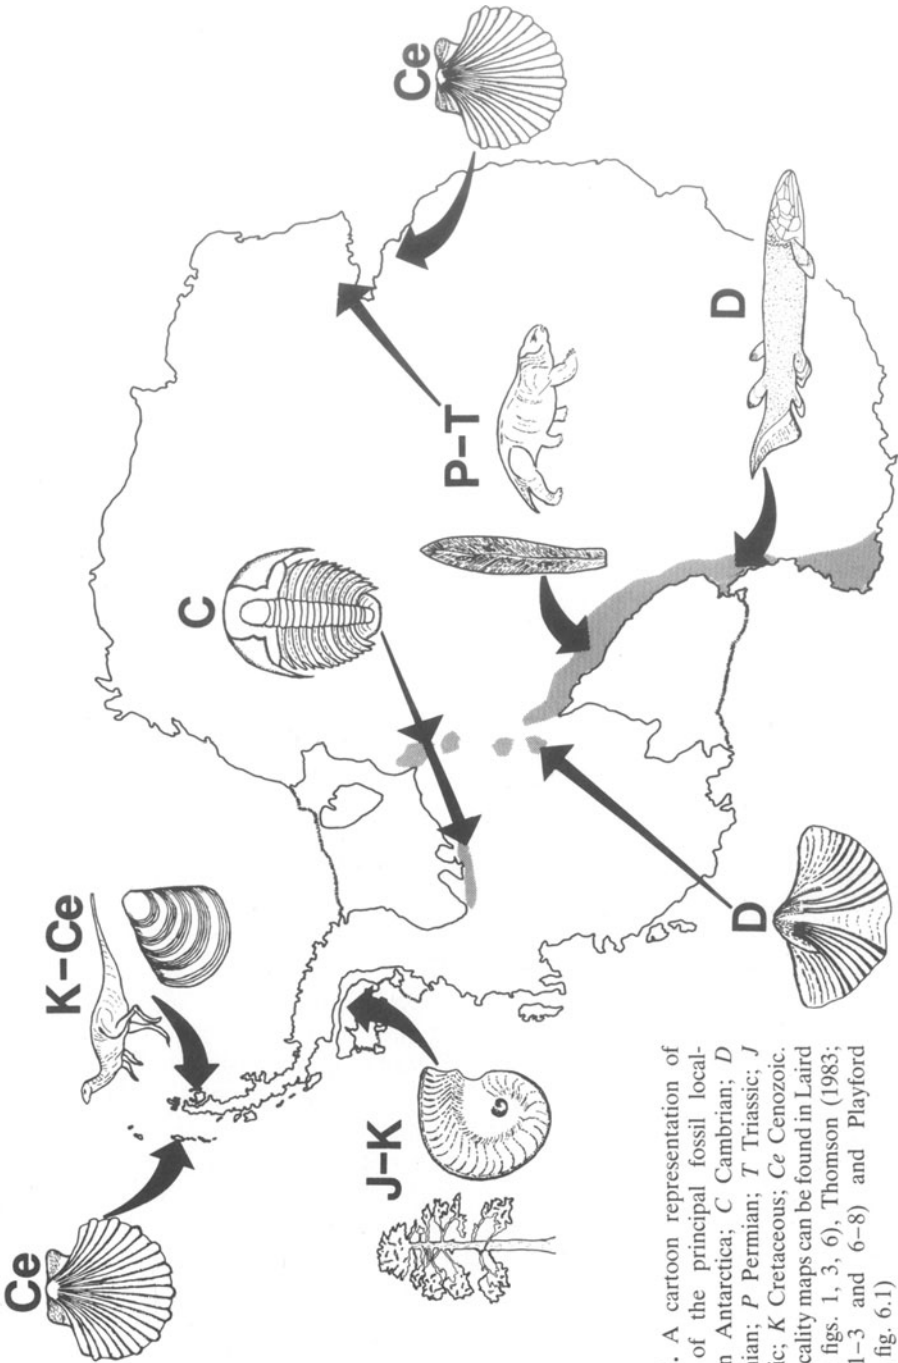 Ce
K–Ce
C
P–T
Ce
J–K
D
D
. A cartoon representation of
of the principal fossil local-
n Antarctica; C Cambrian; D
nian; P Permian; T Triassic; J
ic; K Cretaceous; Ce Cenozoic.
cality maps can be found in Laird
figs. 1, 3, 6), Thomson (1983;
1–3 and 6–8) and Playford
fig. 6.1)